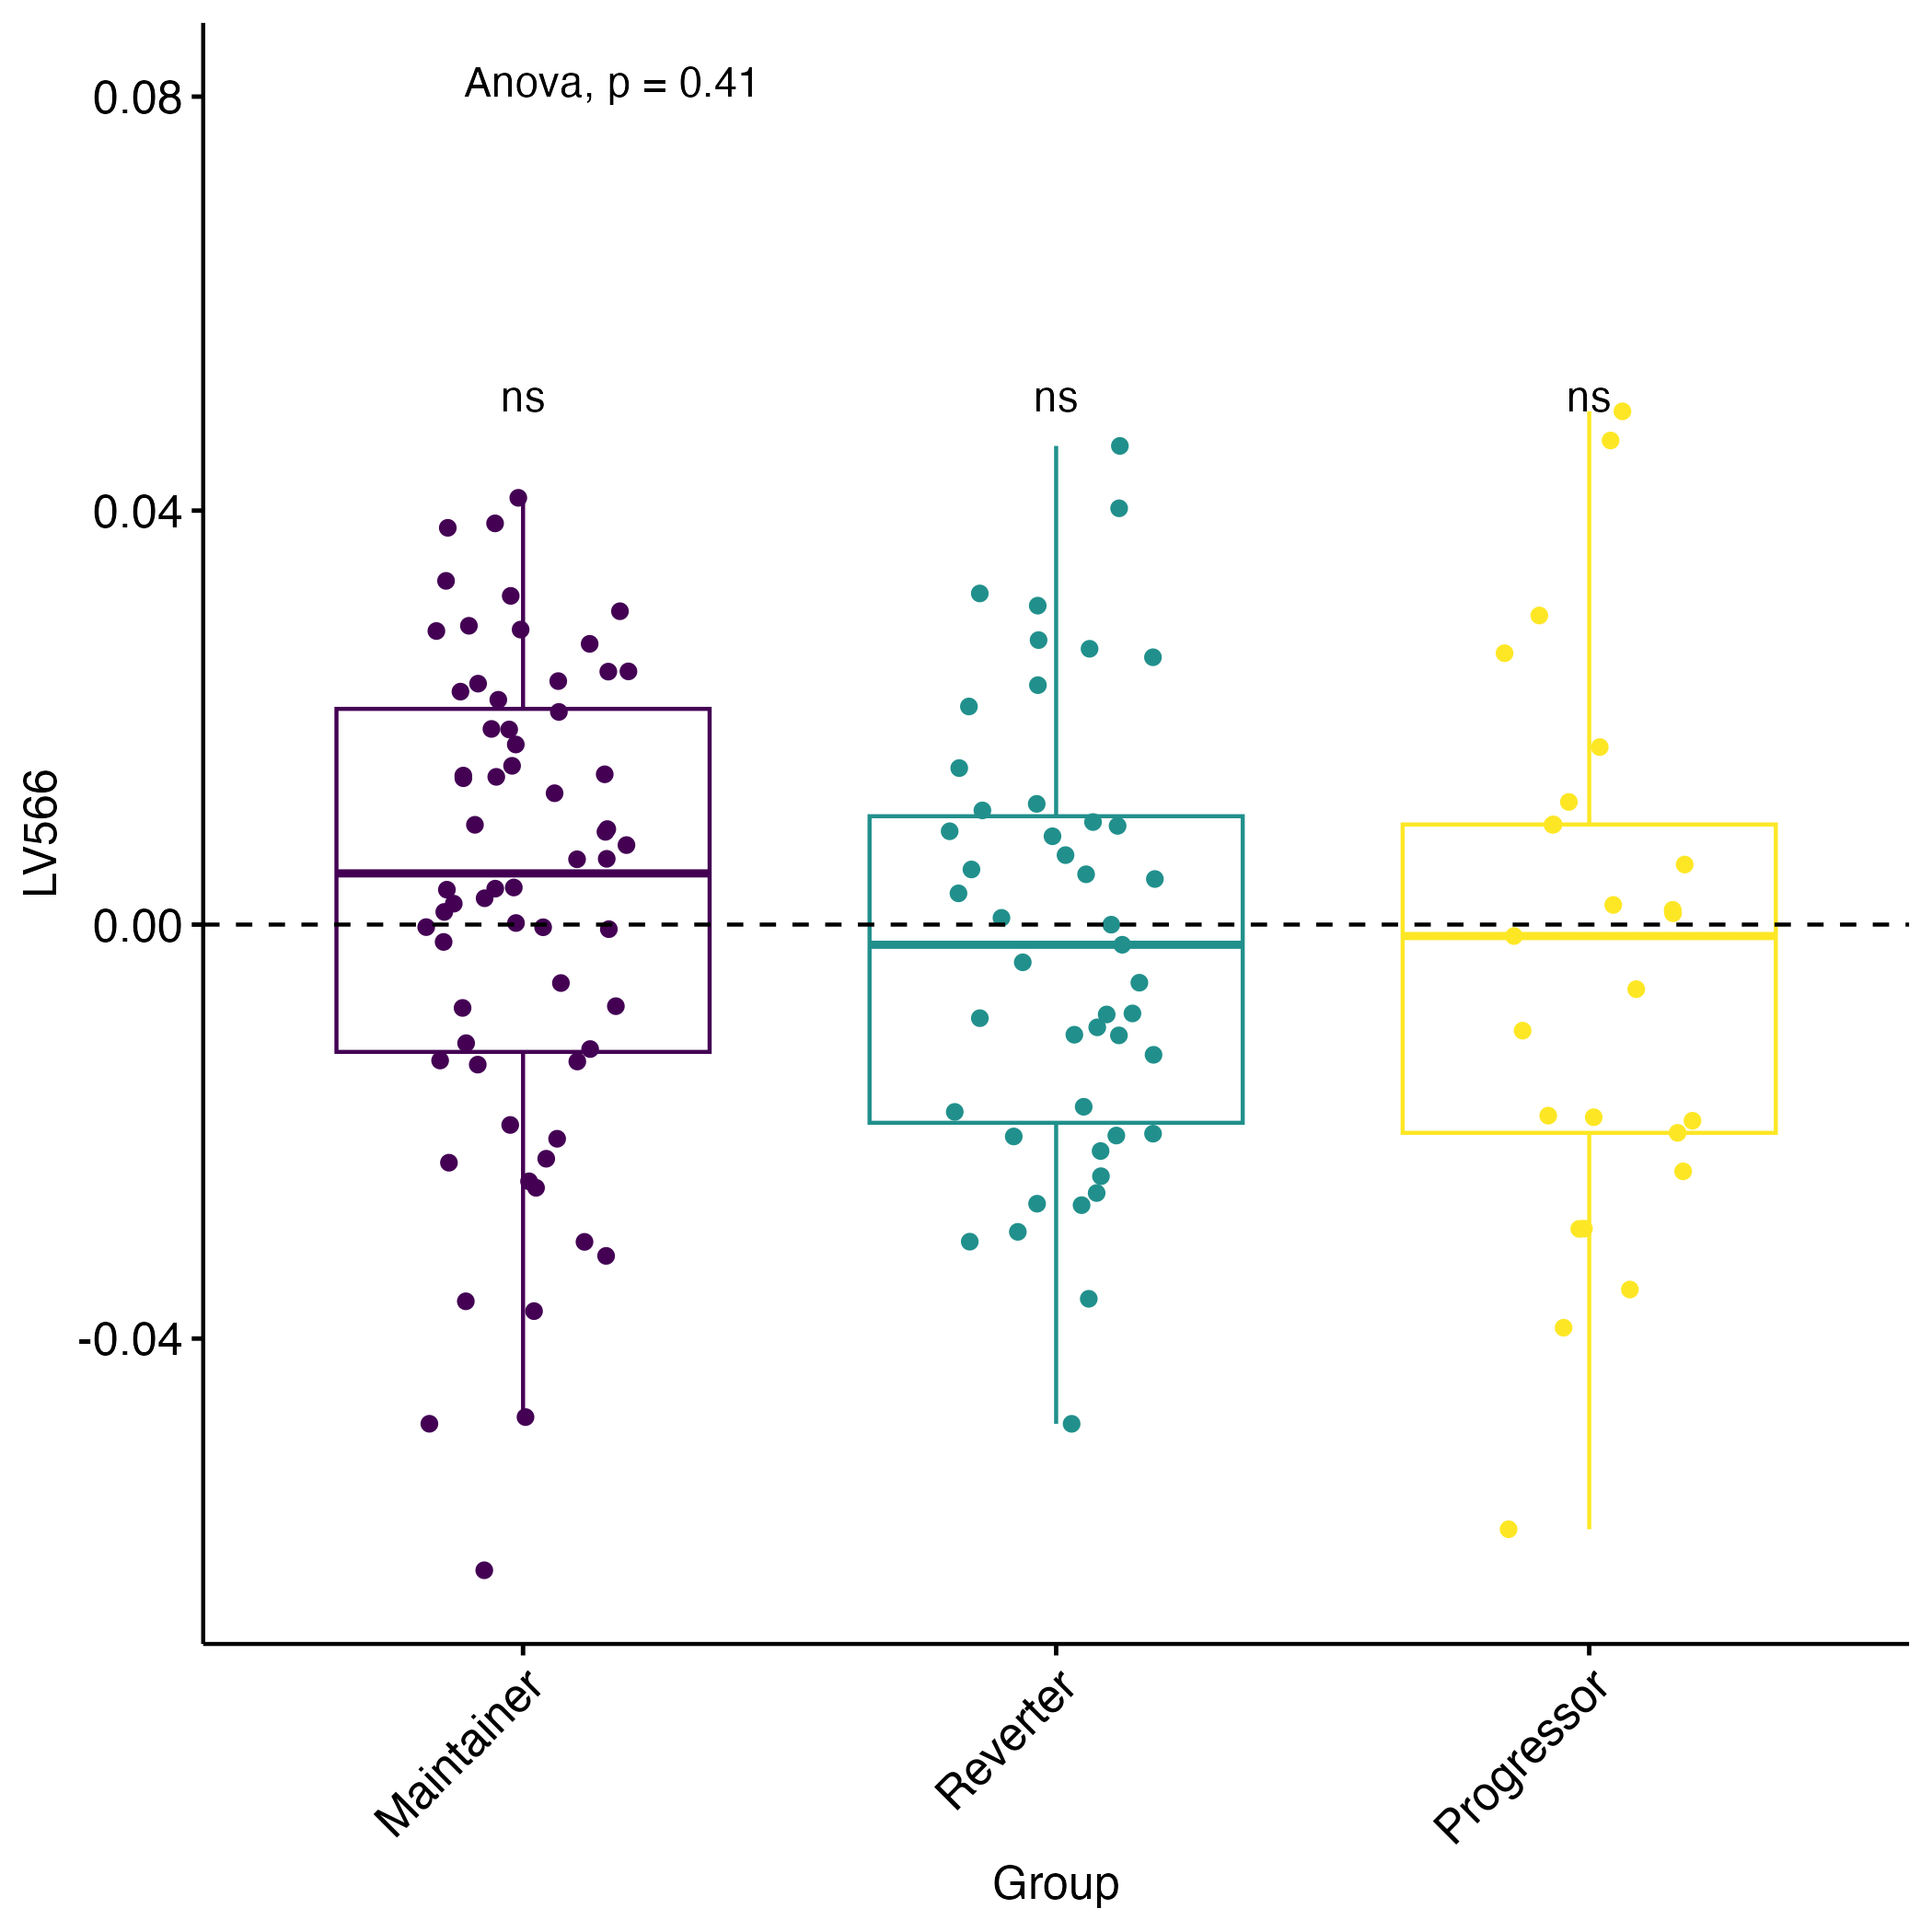 Anova, p = 0.41
0.08
ns ns ns
0.04
0.00
-0.04
LV566
Maintainer
Reverter
Progressor
Group